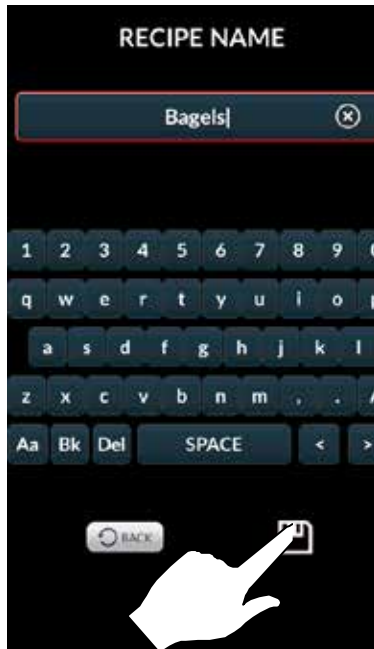 RECIPE NAME
Bagels
1 2 3 4 5 6 7 8 9
q w e r t y u i o
a s d f g h j k l
z x c v b n m , .
Aa Bk Del SPACE < >
BACK